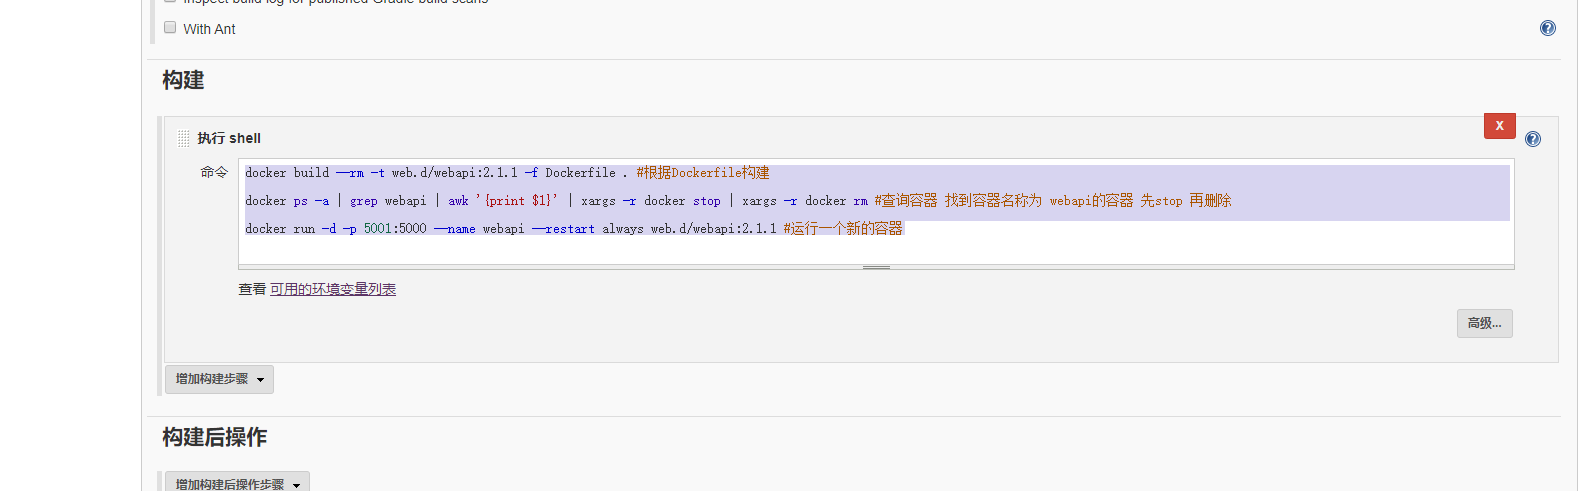 Inspect build log for published Gradle build scans
With Ant
构建
X
执行 shell
命令
docker build --rm -t web.d/webapi:2.1.1 -f Dockerfile . #根据Dockerfile构建
docker ps -a | grep webapi | awk '{print $1}' | xargs -r docker stop | xargs -r docker rm #查询容器 找到容器名称为 webapi的容器 先stop 再删除
docker run -d -p 5001:5000 --name webapi --restart always web.d/webapi:2.1.1 #运行一个新的容器
查看 可用的环境变量列表
高级...
增加构建步骤
构建后操作
增加构建后操作步骤